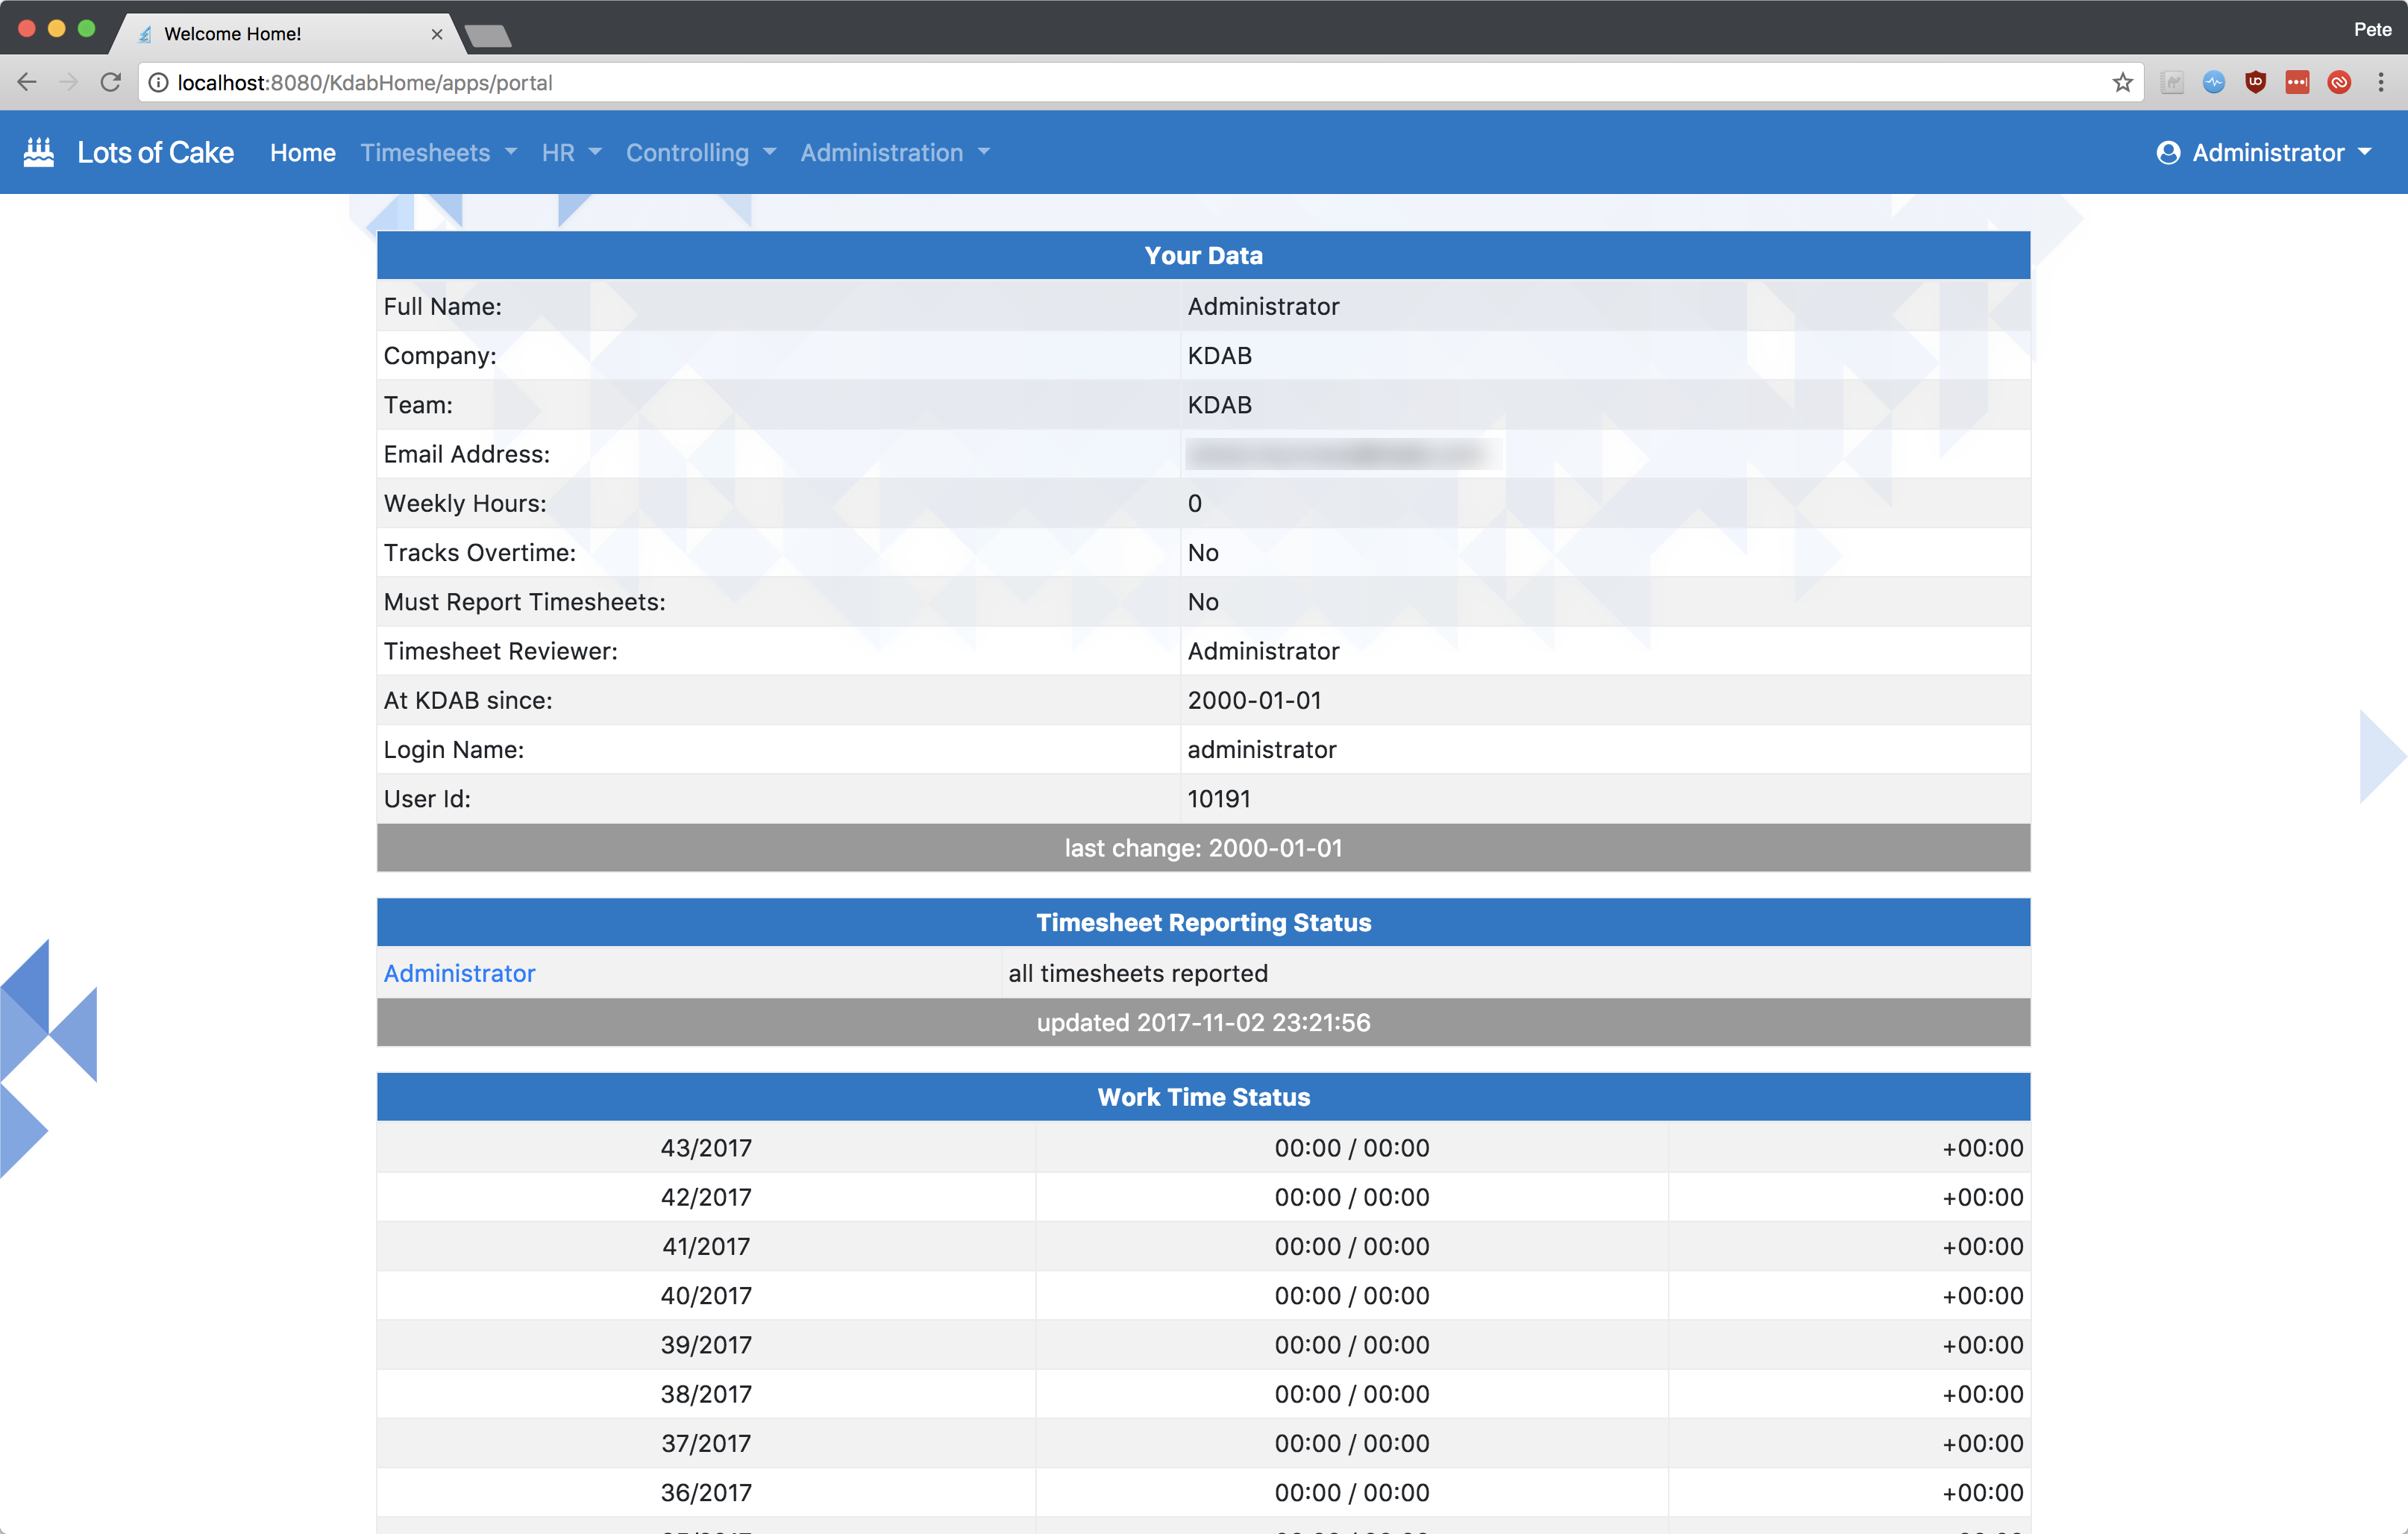 Welcome Home!
Pete
localhost:8080/KdabHome/apps/portal
Lots of Cake Home Timesheets HR Controlling Administration Administrator
Your Data
Full Name: Administrator
Company: KDAB
Team: KDAB
Email Address:
Weekly Hours: 0
Tracks Overtime: No
Must Report Timesheets: No
Timesheet Reviewer: Administrator
At KDAB since: 2000-01-01
Login Name: administrator
User Id: 10191
last change: 2000-01-01
Timesheet Reporting Status
Administrator all timesheets reported
updated 2017-11-02 23:21:56
Work Time Status
43/2017 00:00 / 00:00 +00:00
42/2017 00:00 / 00:00 +00:00
41/2017 00:00 / 00:00 +00:00
40/2017 00:00 / 00:00 +00:00
39/2017 00:00 / 00:00 +00:00
38/2017 00:00 / 00:00 +00:00
37/2017 00:00 / 00:00 +00:00
36/2017 00:00 / 00:00 +00:00